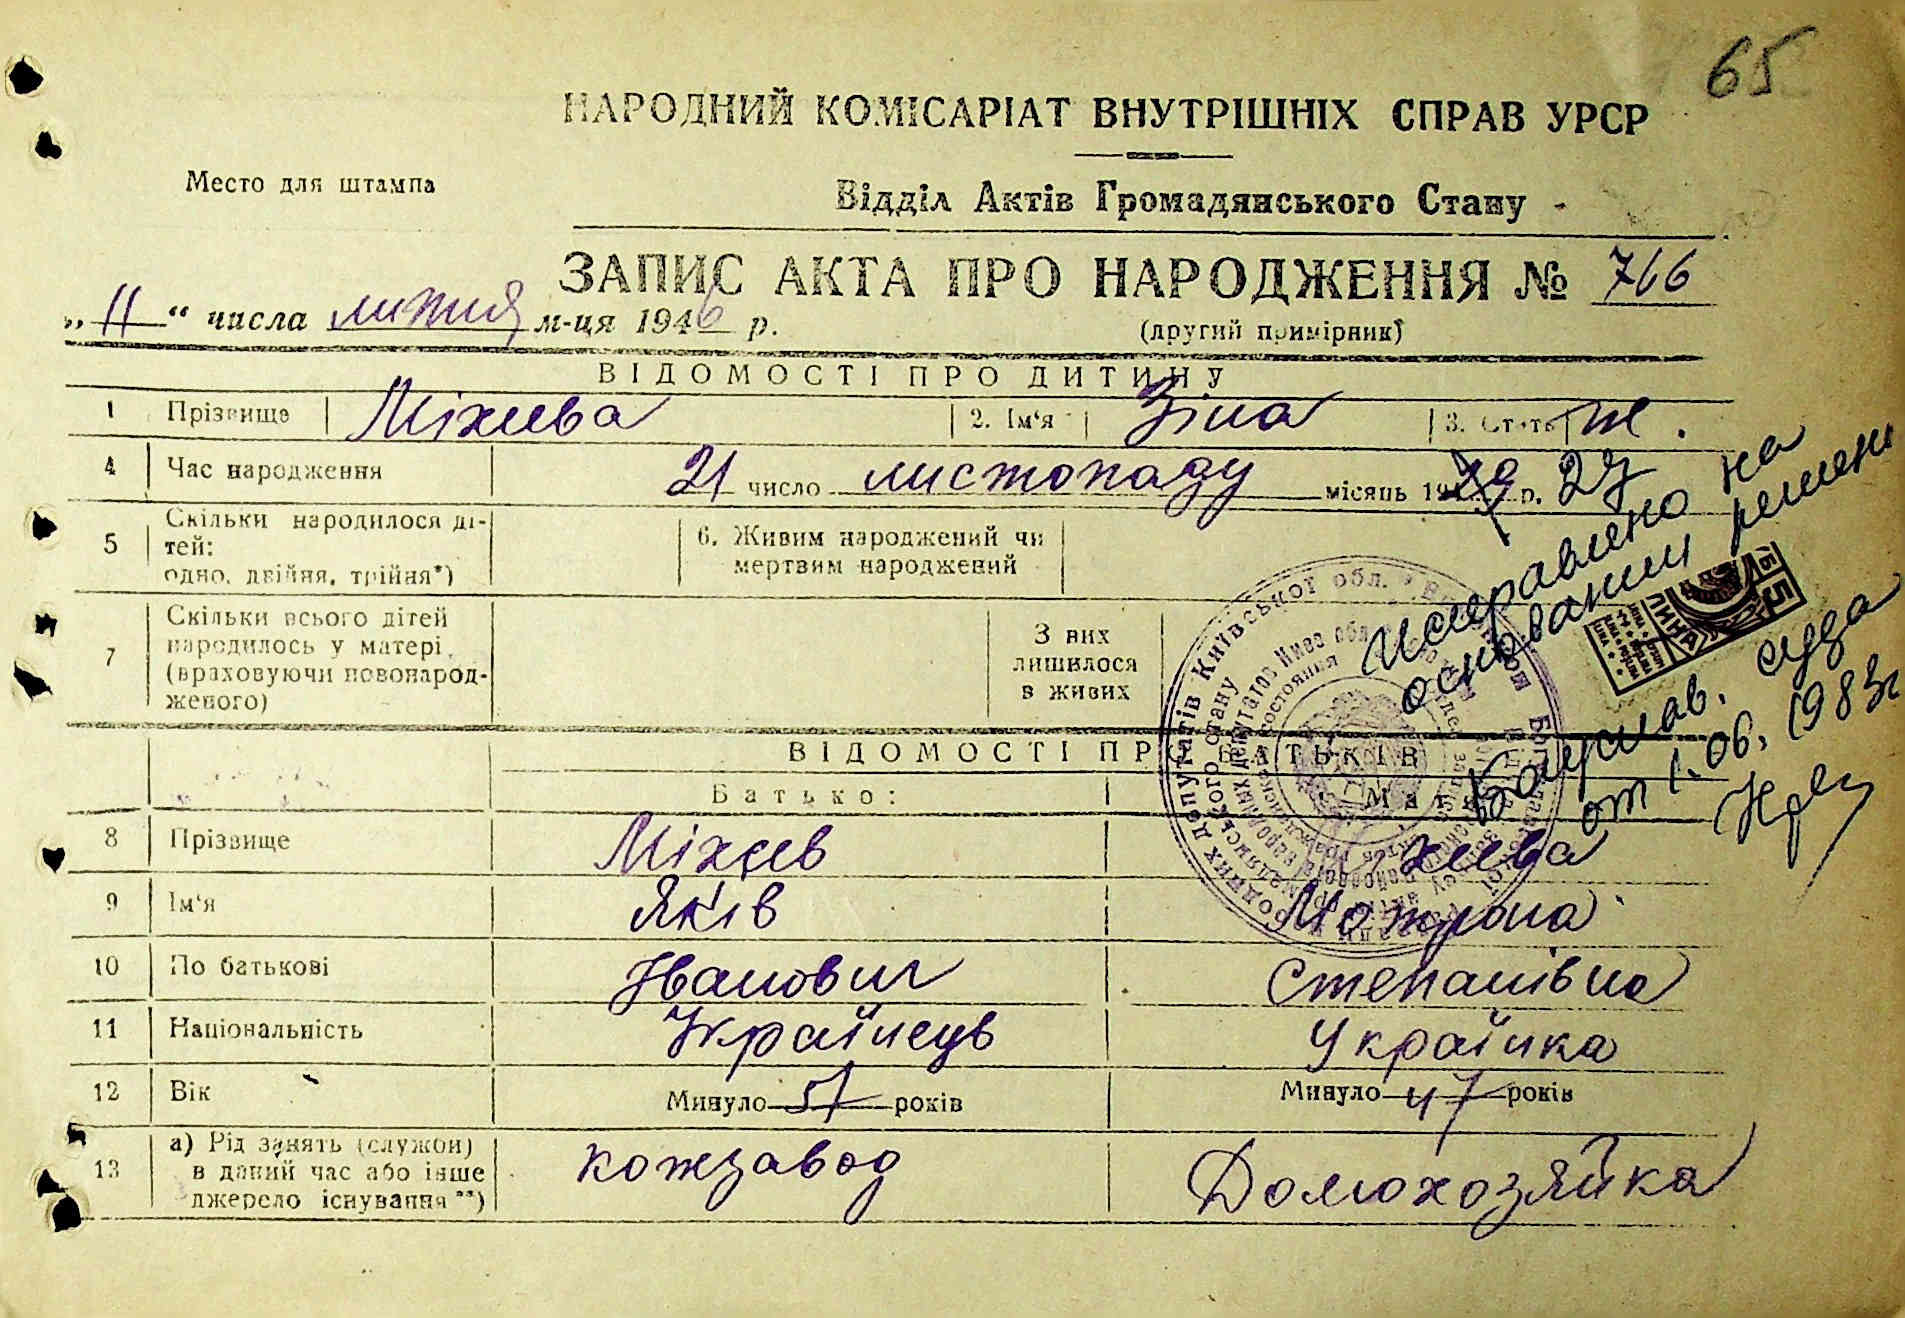 65
НАРОДНИЙ КОМІСАРІАТ ВНУТРІШНІХ СПРАВ УРСР
Место для штампа
Відділ Актів Громадянського Стану
ЗАПИС АКТА ПРО НАРОДЖЕННЯ № 766
„11“ числа липня м-ця 1946 р.
(другий примірник)
ВІДОМОСТІ ПРО ДИТИНУ
1 Прізвище Міхєєва 2. Ім‘я Зіна 3. Стать ж.
4 Час народження 21 число листопаду місяць 19 р. 27
5 Скільки народилося дітей: одно, двійня, трійня*)
6. Живим народжений чи мертвим народжений
7 Скільки всього дітей народилось у матері (враховуючи новонародженого)
З них лишилося в живих
Исправлено на
основании решения
Богуслав. суда
от 1.06.1983г
ВІДОМОСТІ ПРО БАТЬКІВ
Батько: Мати
8 Прізвище Міхєєв
9 Ім‘я Яків Мотрона
10 По батькові Іванович Степанівна
11 Національність Українець Українка
12 Вік Минуло 57 років Минуло 47 років
13 а) Рід занять (служби) в даний час або інше джерело існування**) кожзавод Домохозяйка